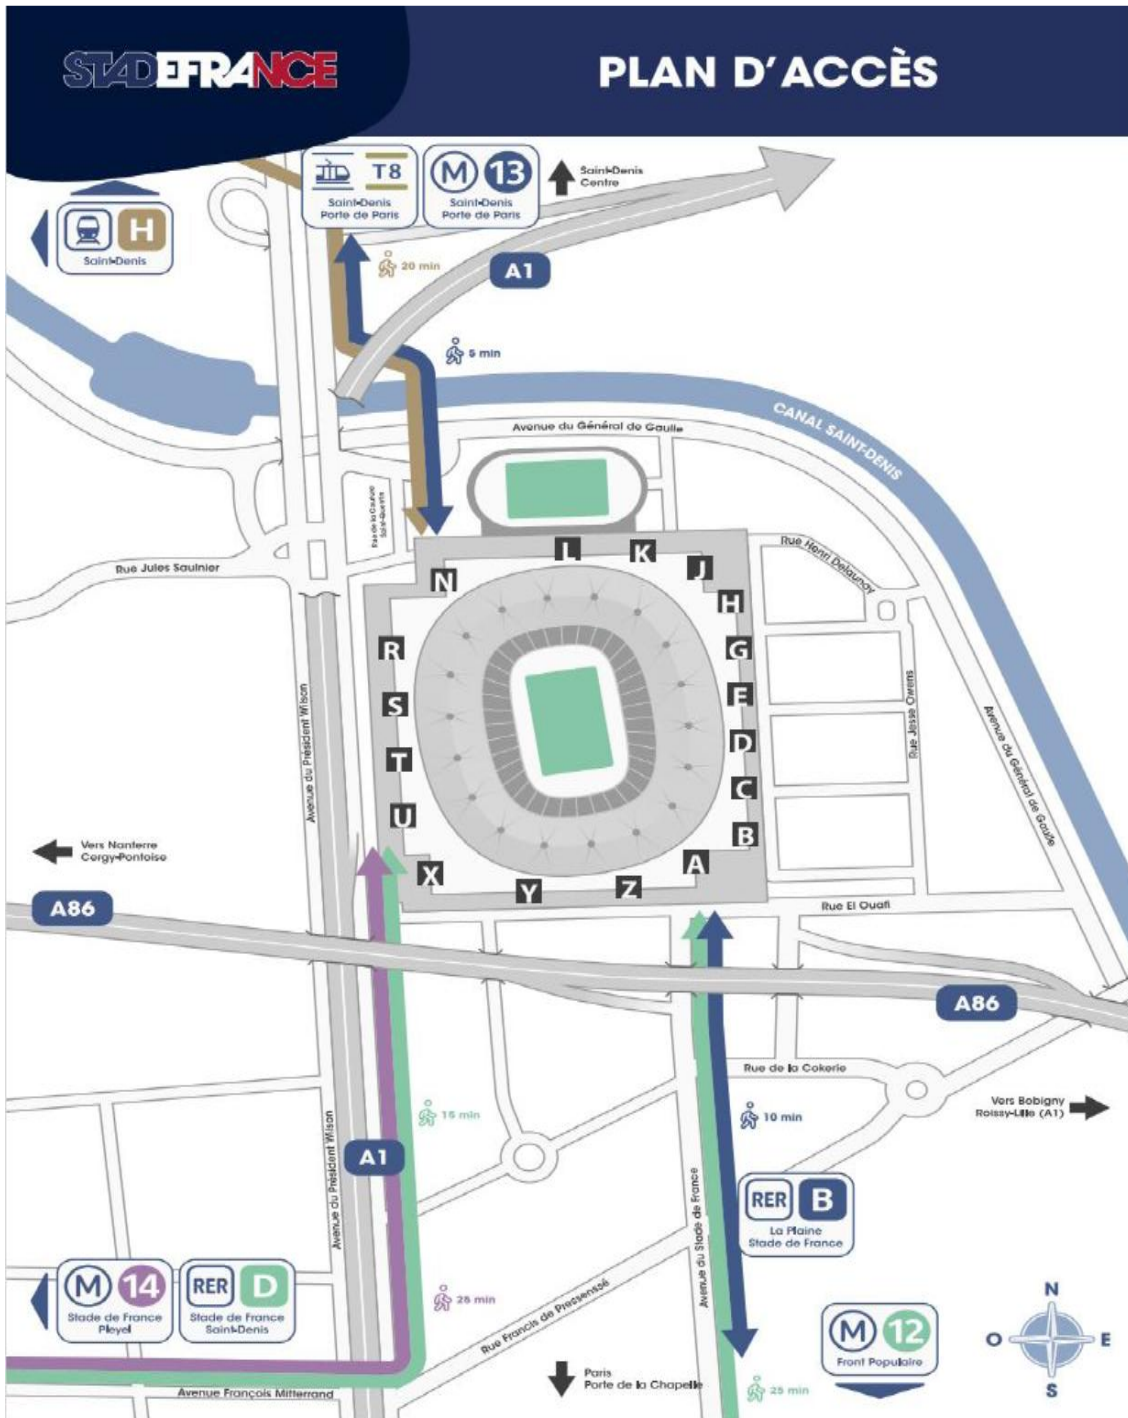 STADEFRANCE
PLAN D'ACCÈS
T8
Saint-Denis
Porte de Paris
M 13
Saint-Denis
Porte de Paris
Saint-Denis
Centre
H
Saint-Denis
20 min
A1
5 min
CANAL SAINT-DENIS
Avenue du Général de Gaulle
Rue de la Couture
Saint-Quentin
Rue Jules Saulnier
Rue Henri Delaunay
L
K
J
N
H
R
G
S
E
T
D
U
C
B
X
A
Y
Z
Rue Jesse Owens
Avenue du Général de Gaulle
Avenue du Président Wilson
Vers Nanterre
Cergy-Pontoise
A86
Rue El Ouafi
A86
Rue de la Cokerie
Vers Bobigny
Roissy-Lille (A1)
15 min
10 min
A1
Avenue du Président Wilson
Avenue du Stade de France
RER B
La Plaine
Stade de France
M 14
Stade de France
Pleyel
RER D
Stade de France
Saint-Denis
25 min
Rue Francis de Pressensé
M 12
Front Populaire
N
O
E
S
Paris
Porte de la Chapelle
25 min
Avenue François Mitterrand